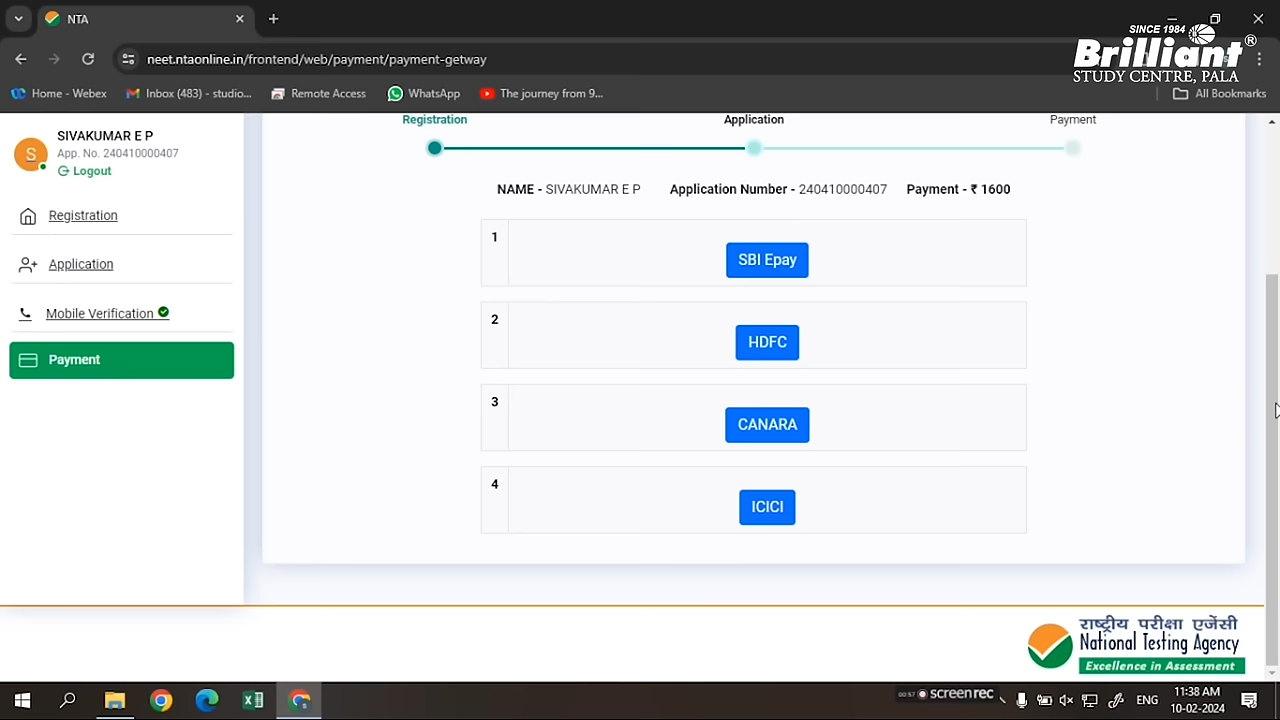 NTA
SINCE 1984
Brilliant ®
STUDY CENTRE, PALA
neet.ntaonline.in/frontend/web/payment/payment-getway
Home - Webex
Inbox (483) - studio...
Remote Access
WhatsApp
The journey from 9...
All Bookmarks
SIVAKUMAR E P
App. No. 240410000407
Logout
Registration
Application
Mobile Verification
Payment
Registration
Application
Payment
NAME - SIVAKUMAR E P Application Number - 240410000407 Payment - ₹ 1600
1
SBI Epay
2
HDFC
3
CANARA
4
ICICI
राष्ट्रीय परीक्षा एजेंसी
National Testing Agency
Excellence in Assessment
screenrec
ENG
11:38 AM
10-02-2024